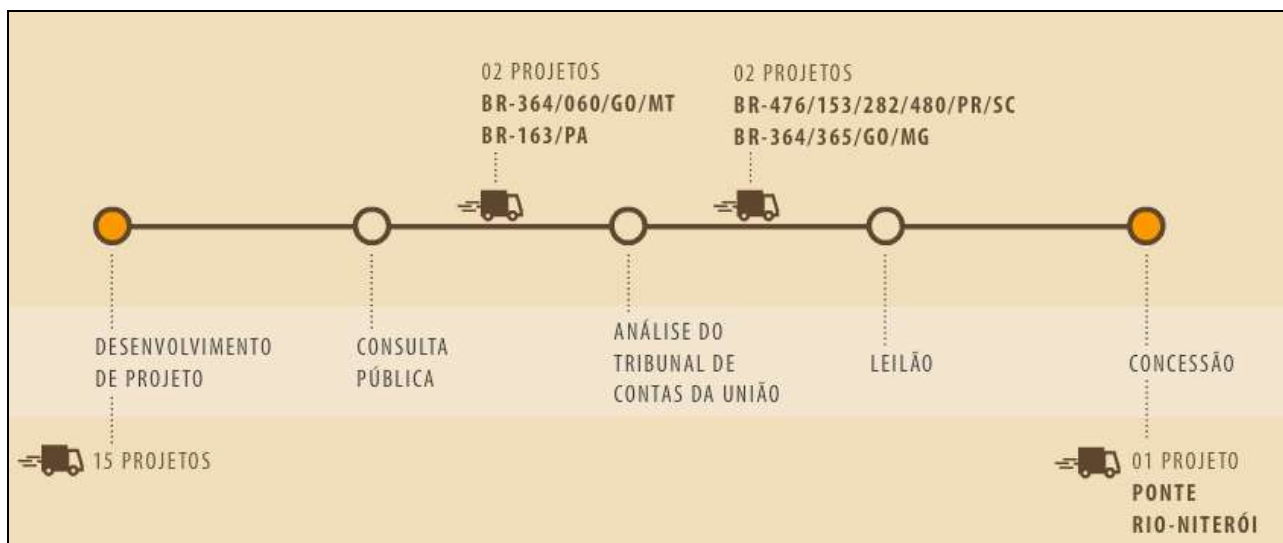 02 PROJETOS
BR-364/060/GO/MT
BR-163/PA
02 PROJETOS
BR-476/153/282/480/PR/SC
BR-364/365/GO/MG
DESENVOLVIMENTO
DE PROJETO
CONSULTA
PÚBLICA
ANÁLISE DO
TRIBUNAL DE
CONTAS DA UNIÃO
LEILÃO
CONCESSÃO
15 PROJETOS
01 PROJETO
PONTE
RIO-NITERÓI